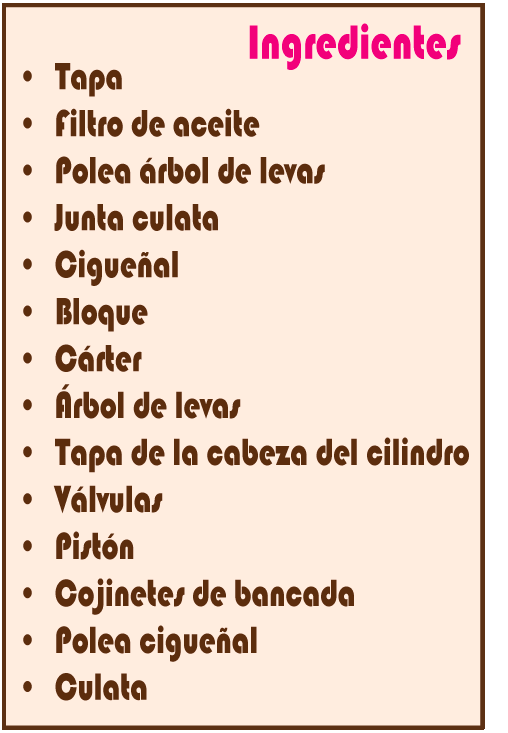 Ingredientes
• Tapa
• Filtro de aceite
• Polea árbol de levas
• Junta culata
• Cigueñal
• Bloque
• Cárter
• Árbol de levas
• Tapa de la cabeza del cilindro
• Válvulas
• Pistón
• Cojinetes de bancada
• Polea cigueñal
• Culata